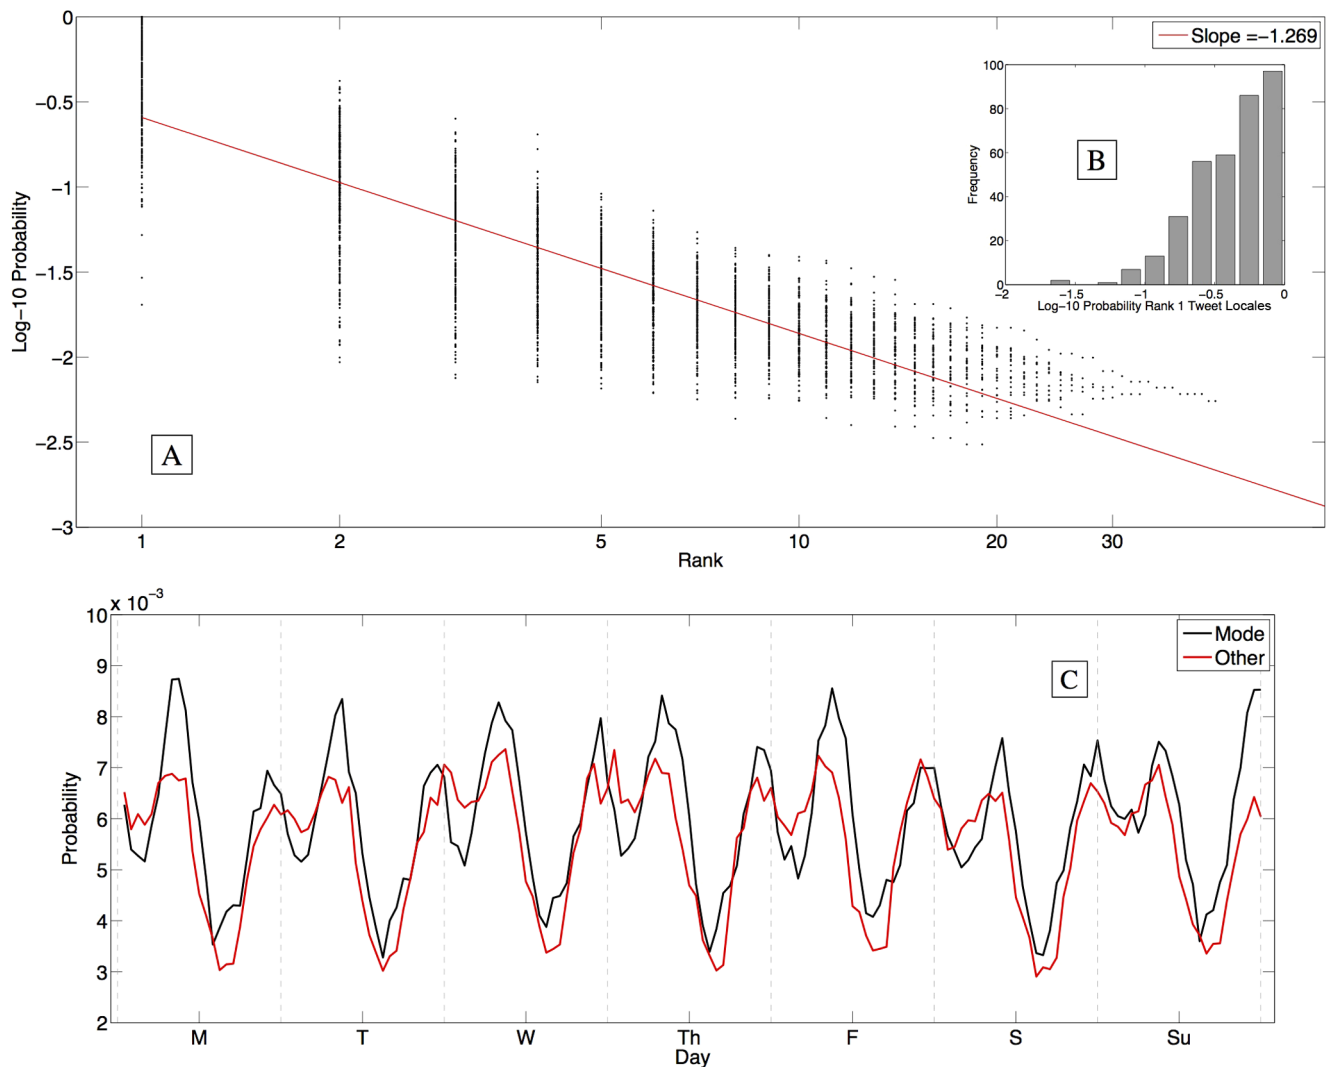 0
−0.5
−1
−1.5
−2
−2.5
−3
Log−10 Probability
1
2
5
10
20
30
Rank
Slope =−1.269
A
100
80
60
40
20
0
Frequency
−2
−1.5
−1
−0.5
0
Log−10 Probability Rank 1 Tweet Locales
B
x 10⁻³
10
9
8
7
6
5
4
3
2
Probability
M
T
W
Th
F
S
Su
Day
Mode
Other
C